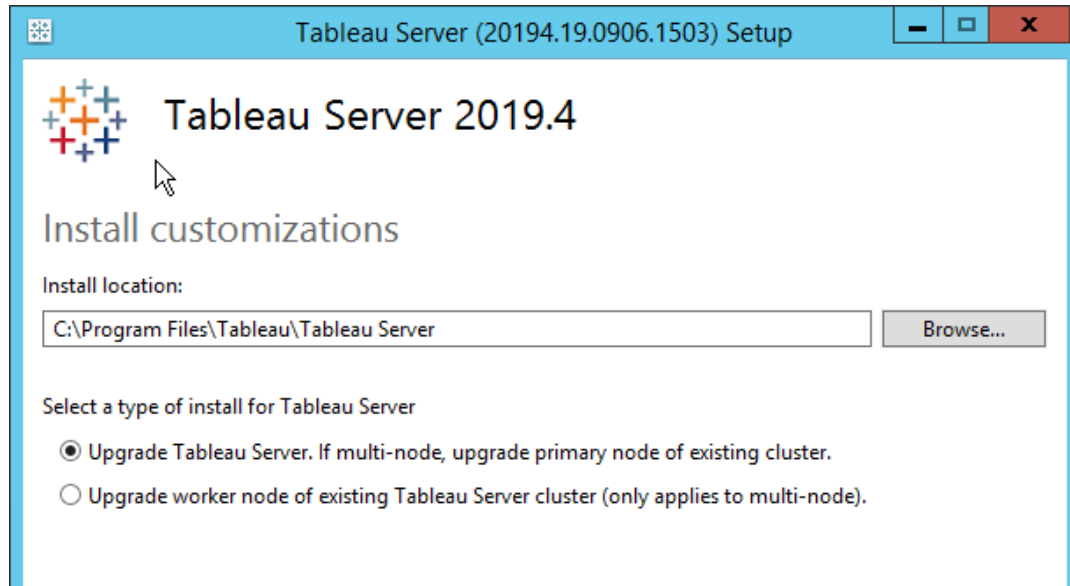 Tableau Server (20194.19.0906.1503) Setup
Tableau Server 2019.4
Install customizations
Install location:
C:\Program Files\Tableau\Tableau Server
Browse...
Select a type of install for Tableau Server
Upgrade Tableau Server. If multi-node, upgrade primary node of existing cluster.
Upgrade worker node of existing Tableau Server cluster (only applies to multi-node).